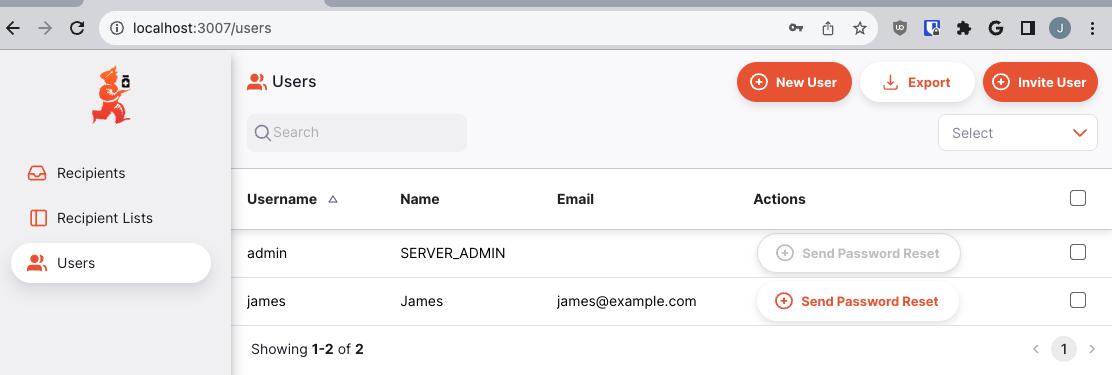 localhost:3007/users
J
Users
New User
Export
Invite User
Search
Select
Recipients
Recipient Lists
Users
Username Name Email Actions
admin SERVER_ADMIN Send Password Reset
james James james@example.com Send Password Reset
Showing 1-2 of 2
1